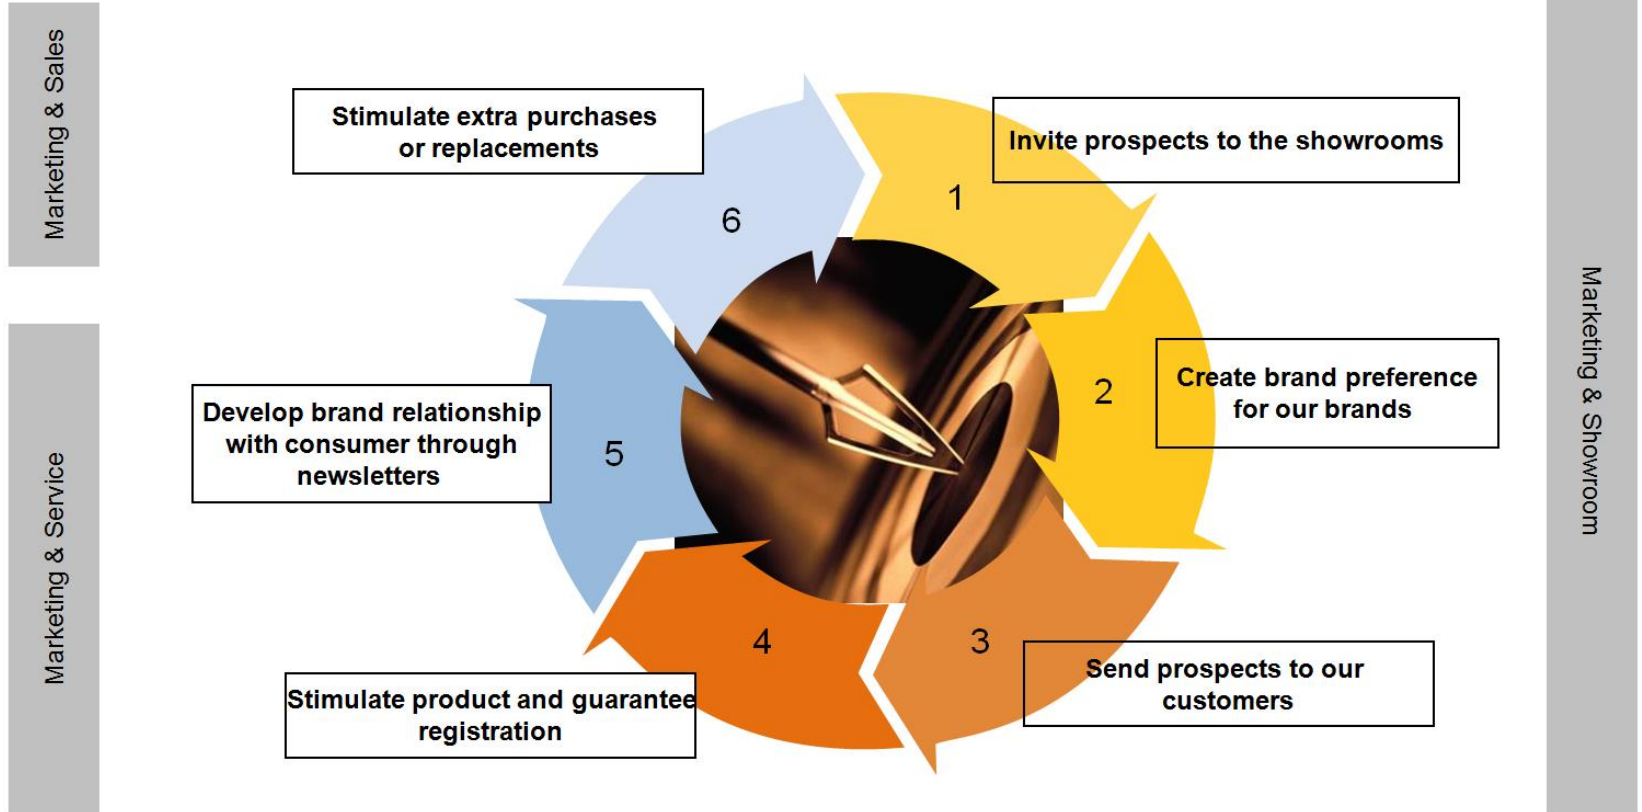 Marketing & Sales
Stimulate extra purchases
or replacements
6
1
Invite prospects to the showrooms
2
Create brand preference
for our brands
Marketing & Showroom
Develop brand relationship
with consumer through
newsletters
5
Marketing & Service
4
Stimulate product and guarantee
registration
3
Send prospects to our
customers